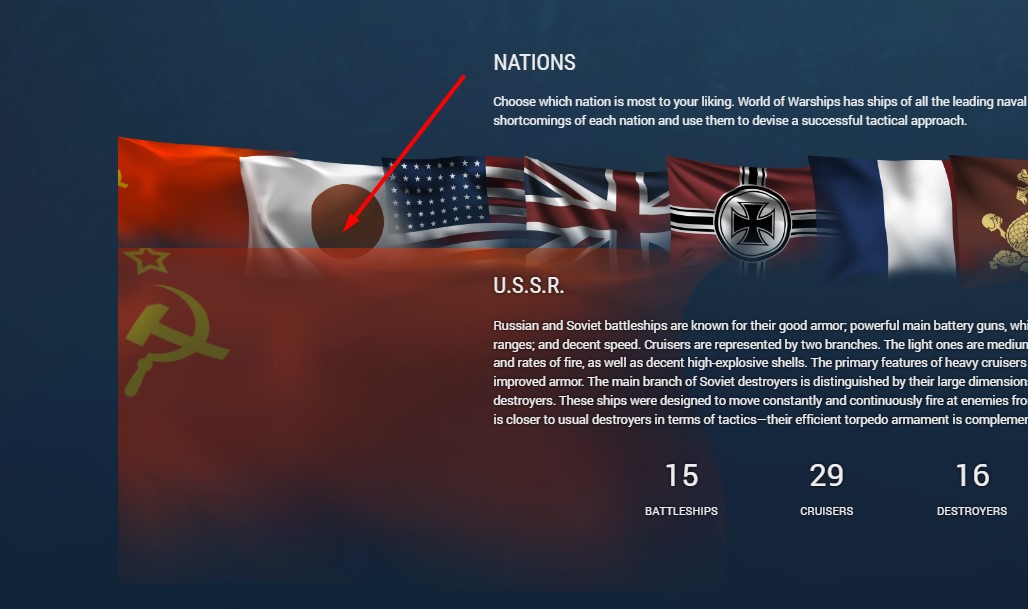 NATIONS
Choose which nation is most to your liking. World of Warships has ships of all the leading naval
shortcomings of each nation and use them to devise a successful tactical approach.
U.S.S.R.
Russian and Soviet battleships are known for their good armor; powerful main battery guns, whi
ranges; and decent speed. Cruisers are represented by two branches. The light ones are medium
and rates of fire, as well as decent high-explosive shells. The primary features of heavy cruisers
improved armor. The main branch of Soviet destroyers is distinguished by their large dimension
destroyers. These ships were designed to move constantly and continuously fire at enemies fro
is closer to usual destroyers in terms of tactics—their efficient torpedo armament is complemen
15 29 16
BATTLESHIPS CRUISERS DESTROYERS